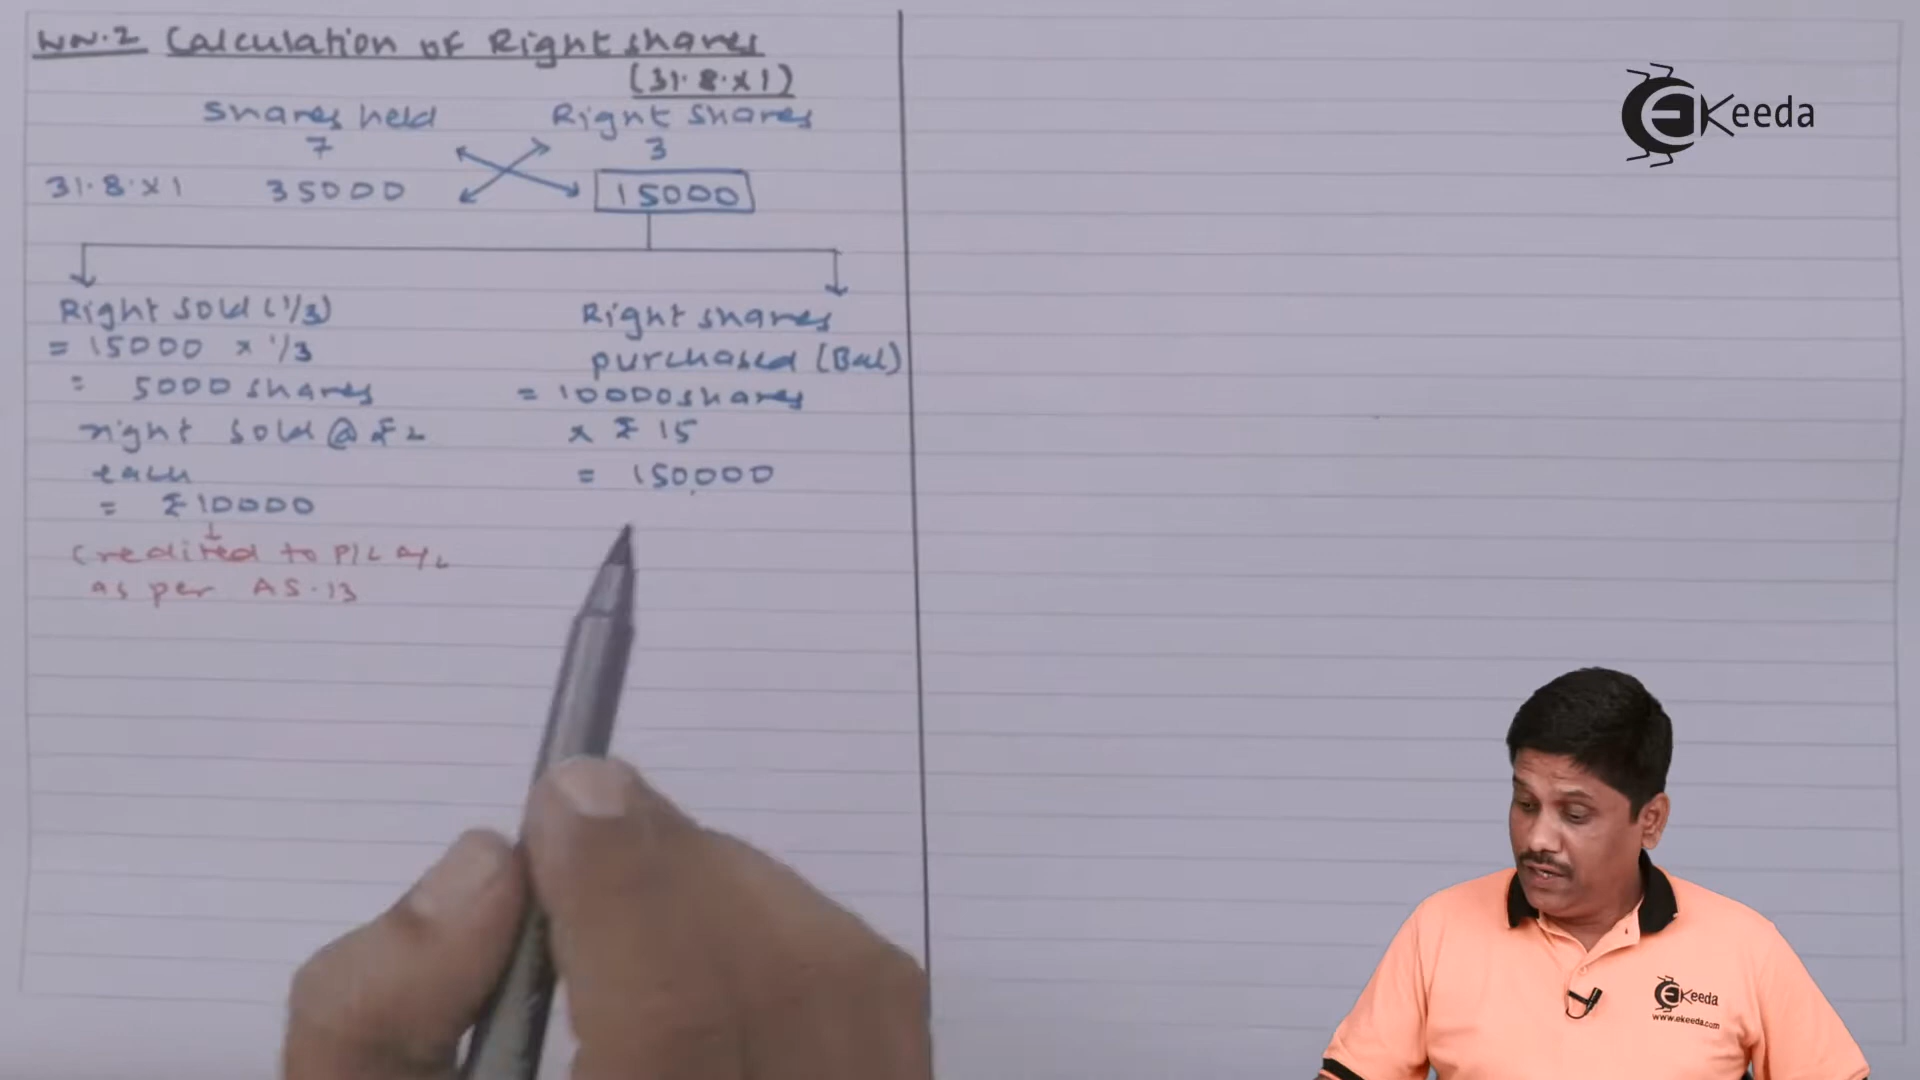 W.N.2 Calculation of Right shares
(31.8.x1)
Shares held Right shares
7 3
31.8.x1 35000 15000
Right sold (1/3)
= 15000 x 1/3
= 5000 shares
right sold @ ₹2
each
= ₹10000
Credited to P/L A/c
as per AS.13
Right shares
purchased (Bal)
= 10000 shares
x ₹ 15
= 150,000
EKeeda
EKeeda
www.ekeeda.com